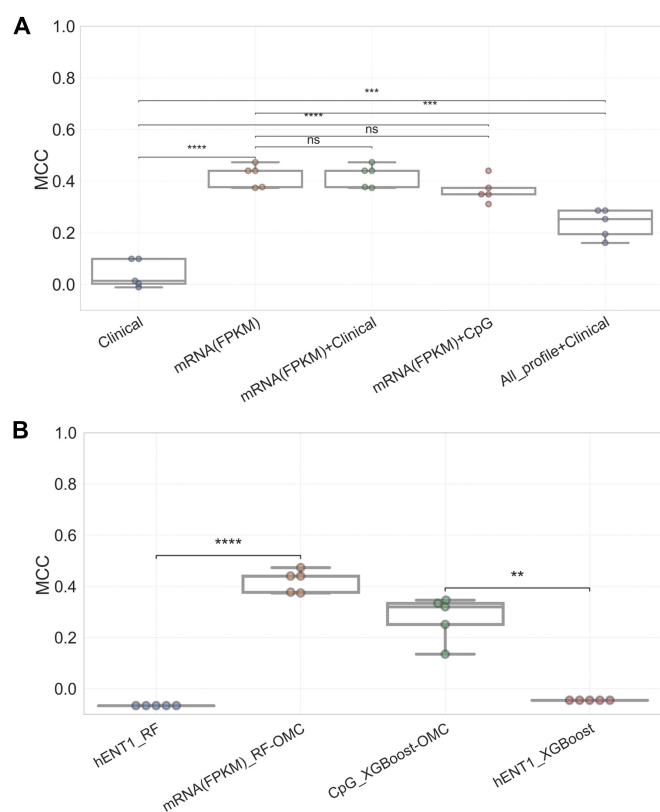 A
1.0
0.8
0.6
0.4
0.2
0.0
MCC
***
***
****
ns
ns
****
Clinical
mRNA(FPKM)
mRNA(FPKM)+Clinical
mRNA(FPKM)+CpG
All_profile+Clinical
B
1.0
0.8
0.6
0.4
0.2
0.0
MCC
****
**
hENT1_RF
mRNA(FPKM)_RF-OMC
CpG_XGBoost-OMC
hENT1_XGBoost